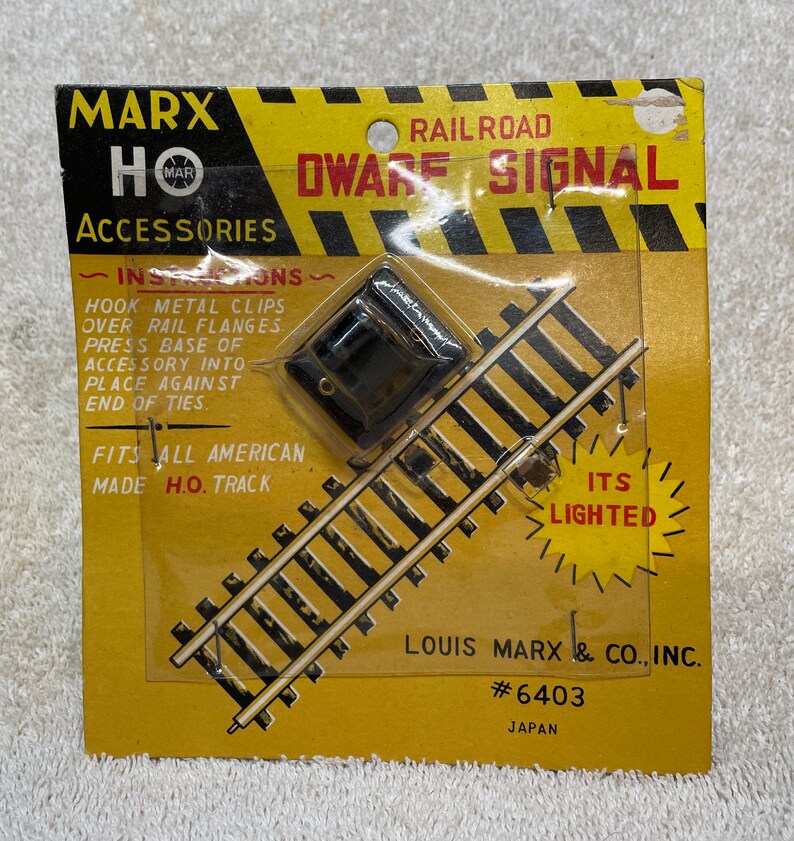 MARX
HO
MAR
ACCESSORIES
RAILROAD
DWARF SIGNAL
INSTRUCTIONS
HOOK METAL CLIPS
OVER RAIL FLANGES.
PRESS BASE OF
ACCESSORY INTO
PLACE AGAINST
END OF TIES.
FITS ALL AMERICAN
MADE H.O. TRACK
ITS
LIGHTED
LOUIS MARX & CO., INC.
#6403
JAPAN